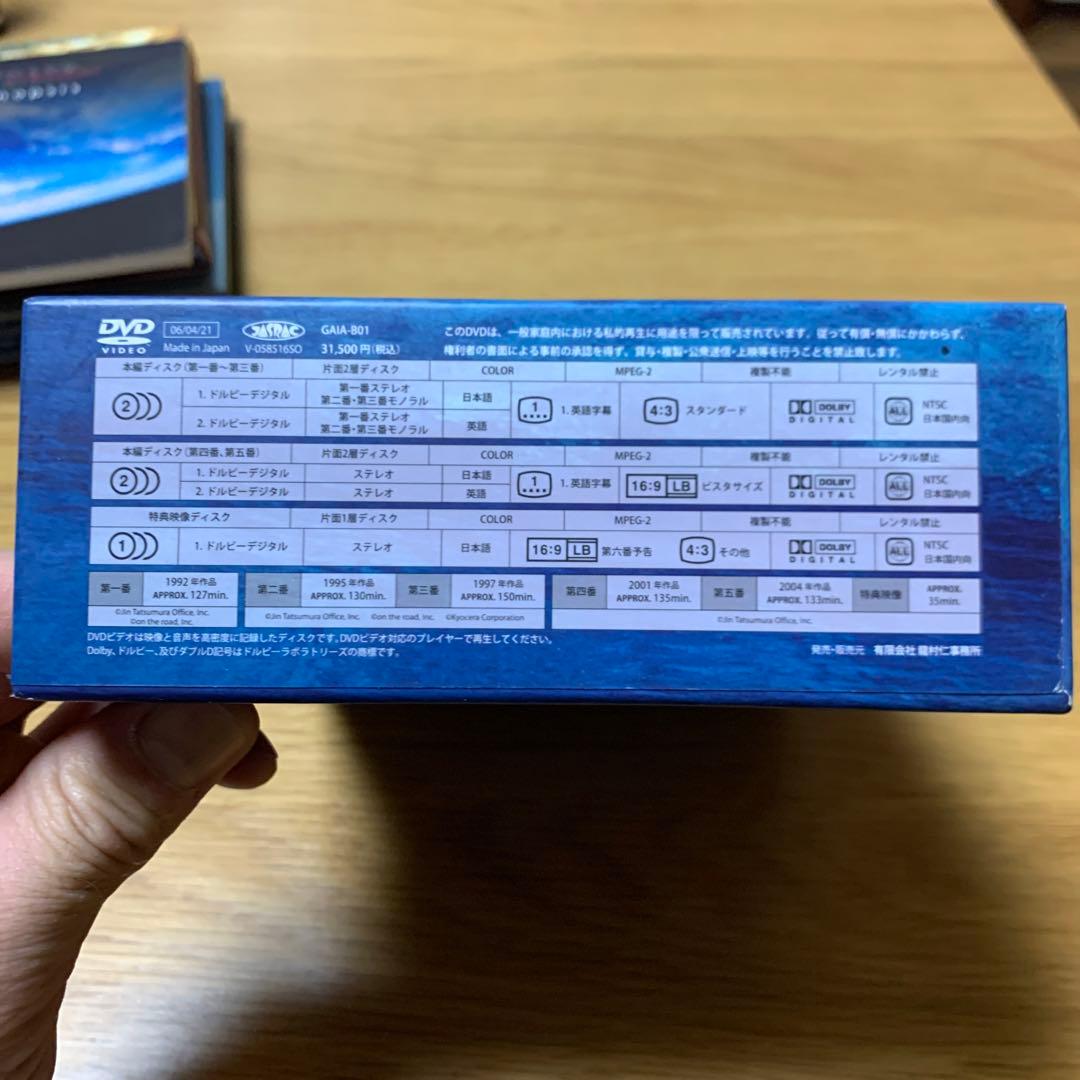 DVD VIDEO
06/04/21
Made in Japan
JASRAC
V-058516SO
GAIA-B01
31,500円(税込)
このDVDは、一般家庭内における私的再生に用途を限って販売されています。従って有償・無償にかかわらず、
権利者の書面による事前の承認を得ず、貸与・複製・公衆送信・上映等を行うことを禁止致します。
本編ディスク(第一番~第三番) 片面2層ディスク COLOR MPEG-2 複製不能 レンタル禁止
2 1. ドルビーデジタル 第一番ステレオ 第二番・第三番モノラル 日本語
2. ドルビーデジタル 第一番ステレオ 第二番・第三番モノラル 英語
1 1. 英語字幕 4:3 スタンダード DOLBY DIGITAL ALL NTSC 日本国内向
本編ディスク(第四番、第五番) 片面2層ディスク COLOR MPEG-2 複製不能 レンタル禁止
2 1. ドルビーデジタル ステレオ 日本語
2. ドルビーデジタル ステレオ 英語
1 1. 英語字幕 16:9 LB ビスタサイズ DOLBY DIGITAL ALL NTSC 日本国内向
特典映像ディスク 片面1層ディスク COLOR MPEG-2 複製不能 レンタル禁止
1 1. ドルビーデジタル ステレオ 日本語 16:9 LB 第六番予告 4:3 その他 DOLBY DIGITAL ALL NTSC 日本国内向
第一番 1992年作品 APPROX. 127min.
©Jin Tatsumura Office, Inc.
©on the road, Inc.
第二番 1995年作品 APPROX. 130min. 第三番 1997年作品 APPROX. 150min.
©Jin Tatsumura Office, Inc. ©on the road, Inc. ©Kyocera Corporation
第四番 2001年作品 APPROX. 135min. 第五番 2004年作品 APPROX. 133min. 特典映像 APPROX. 35min.
©Jin Tatsumura Office, Inc.
DVDビデオは映像と音声を高密度に記録したディスクです。DVDビデオ対応のプレイヤーで再生してください。
Dolby、ドルビー、及びダブルD記号はドルビーラボラトリーズの商標です。
発売・販売元 有限会社 龍村仁事務所